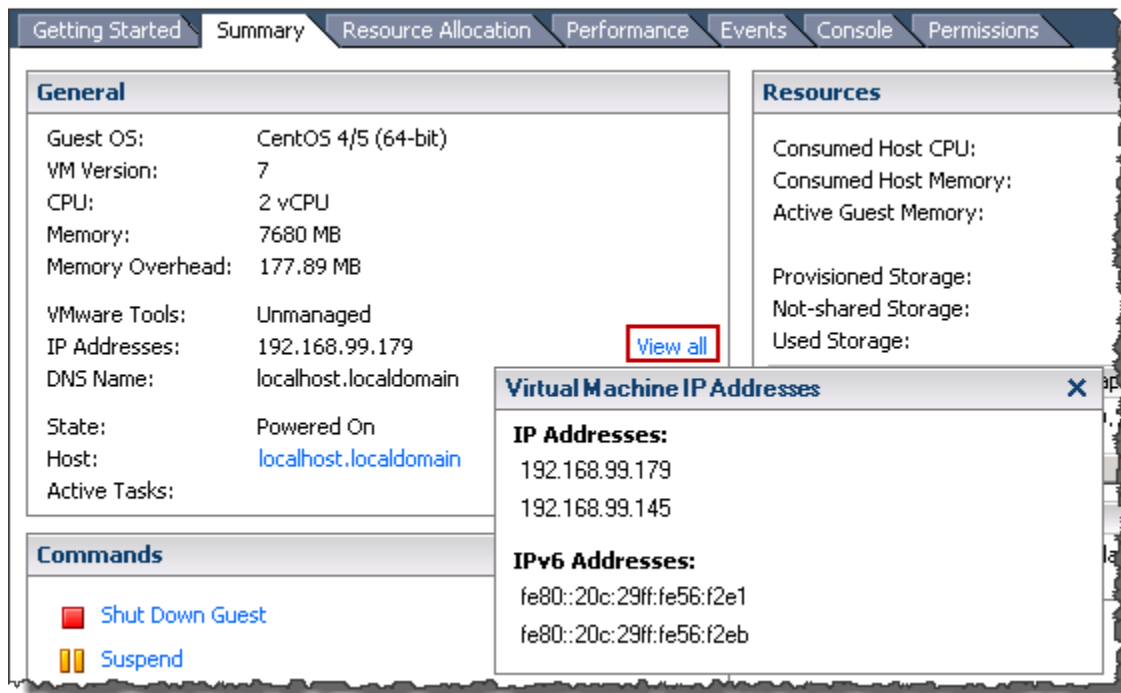 Getting Started Summary Resource Allocation Performance Events Console Permissions
General
Guest OS: CentOS 4/5 (64-bit)
VM Version: 7
CPU: 2 vCPU
Memory: 7680 MB
Memory Overhead: 177.89 MB
VMware Tools: Unmanaged
IP Addresses: 192.168.99.179 View all
DNS Name: localhost.localdomain
State: Powered On
Host: localhost.localdomain
Active Tasks:
Resources
Consumed Host CPU:
Consumed Host Memory:
Active Guest Memory:
Provisioned Storage:
Not-shared Storage:
Used Storage:
Virtual Machine IP Addresses
IP Addresses:
192.168.99.179
192.168.99.145
IPv6 Addresses:
fe80::20c:29ff:fe56:f2e1
fe80::20c:29ff:fe56:f2eb
Commands
Shut Down Guest
Suspend